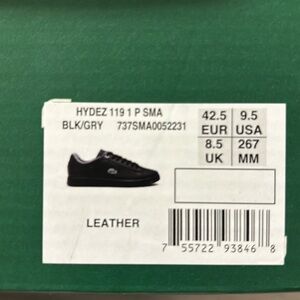 HYDEZ 119 1 P SMA
BLK/GRY 737SMA0052231
42.5 9.5
EUR USA
8.5 267
UK MM
LEATHER
7 55722 93846 8